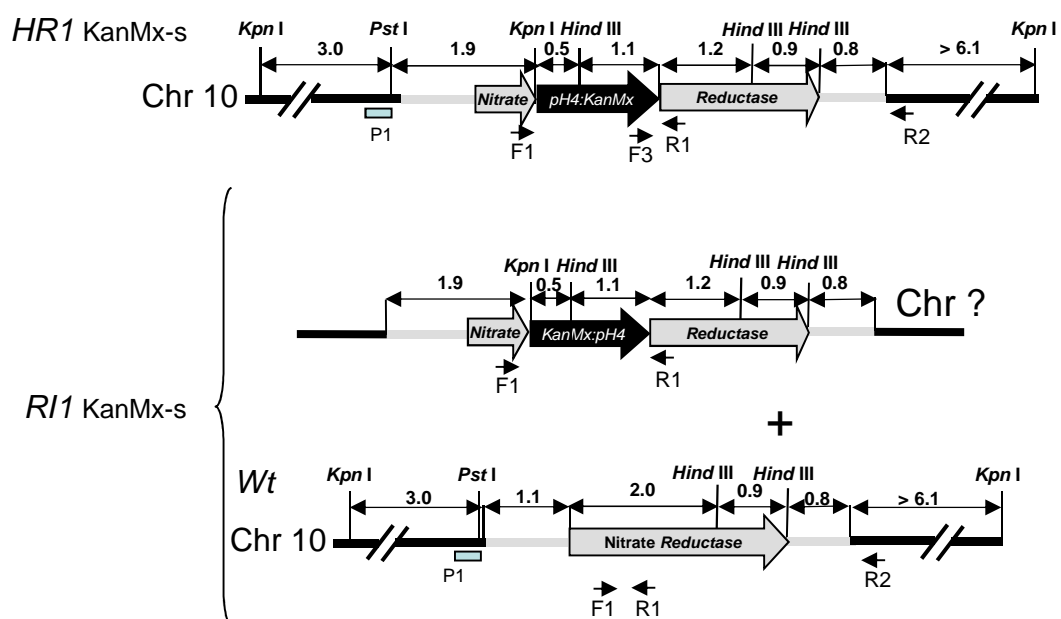 HR1 KanMx-s
Kpn I Pst I Kpn I Hind III Hind III Hind III Kpn I
3.0 1.9 0.5 1.1 1.2 0.9 0.8 > 6.1
Chr 10 Nitrate pH4:KanMx Reductase
P1 F1 F3 R1 R2
Kpn I Hind III Hind III Hind III
1.9 0.5 1.1 1.2 0.9 0.8 Chr ?
Nitrate KanMx:pH4 Reductase
F1 R1
RI1 KanMx-s
+
Wt
Kpn I Pst I Hind III Hind III Kpn I
3.0 1.1 2.0 0.9 0.8 > 6.1
Chr 10 Nitrate Reductase
P1 F1 R1 R2